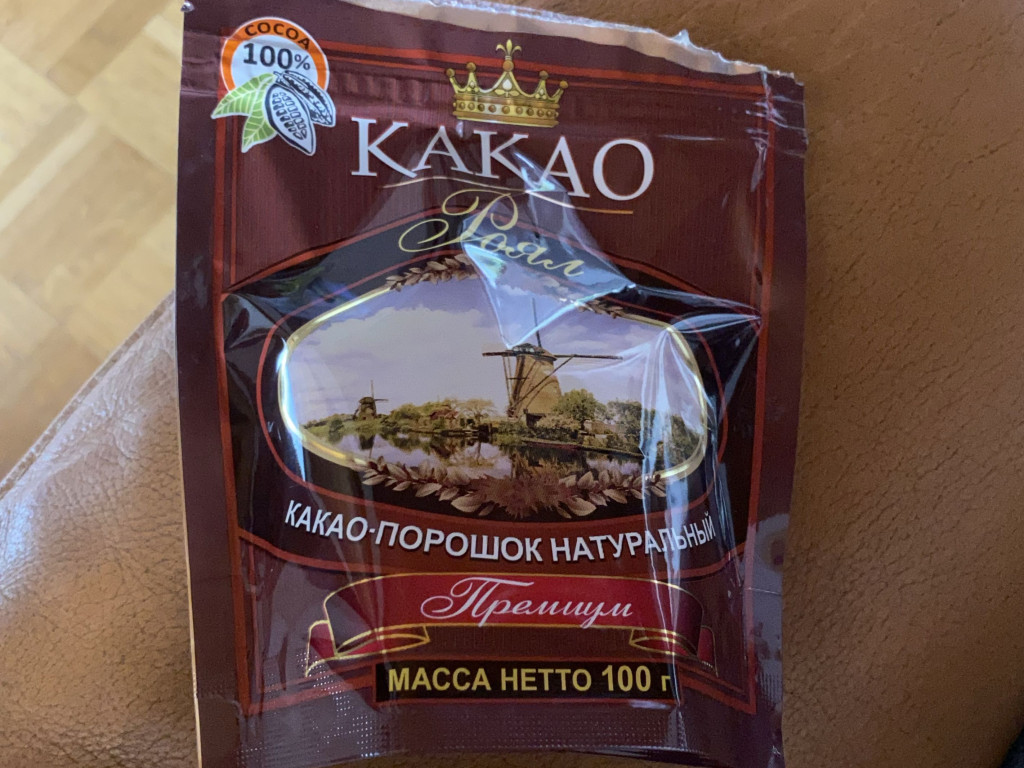 COCOA
100%
КАКАО
Роял
КАКАО-ПОРОШОК НАТУРАЛЬНЫЙ
Премиум
МАССА НЕТТО 100 г